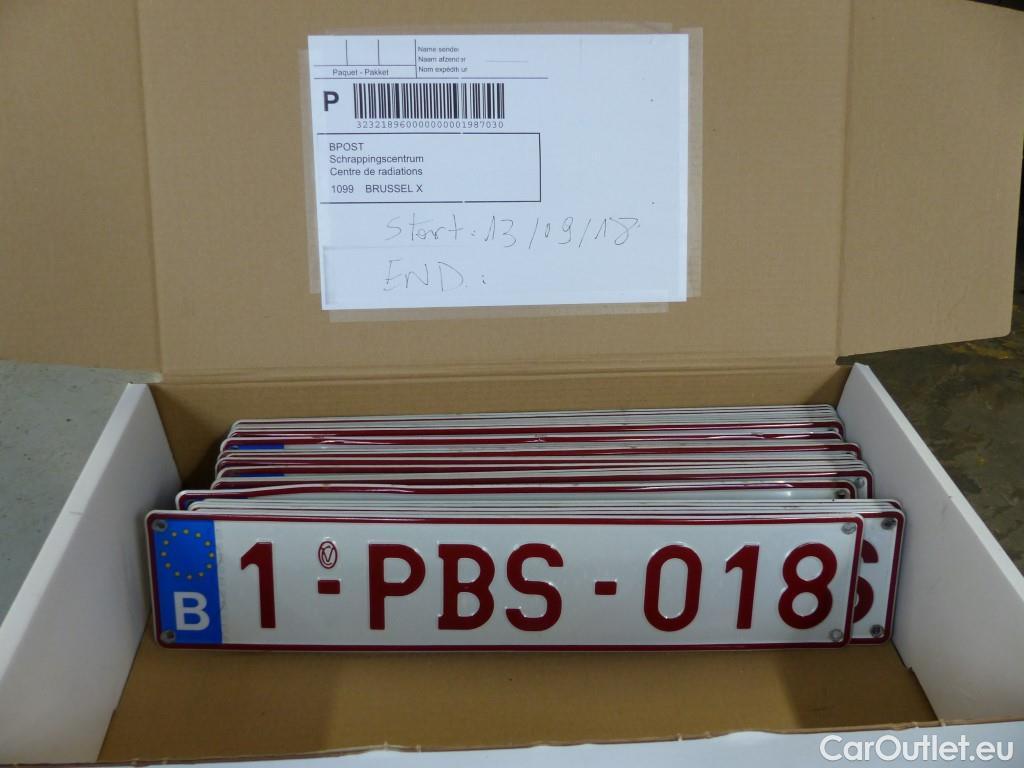 Name sender
Naam afzender
Nom expéditeur
Paquet - Pakket
P
323218960000000001987030
BPOST
Schrappingscentrum
Centre de radiations
1099 BRUSSEL X
Start: 13/09/18
END:
B 1-PBS-018
CarOutlet.eu